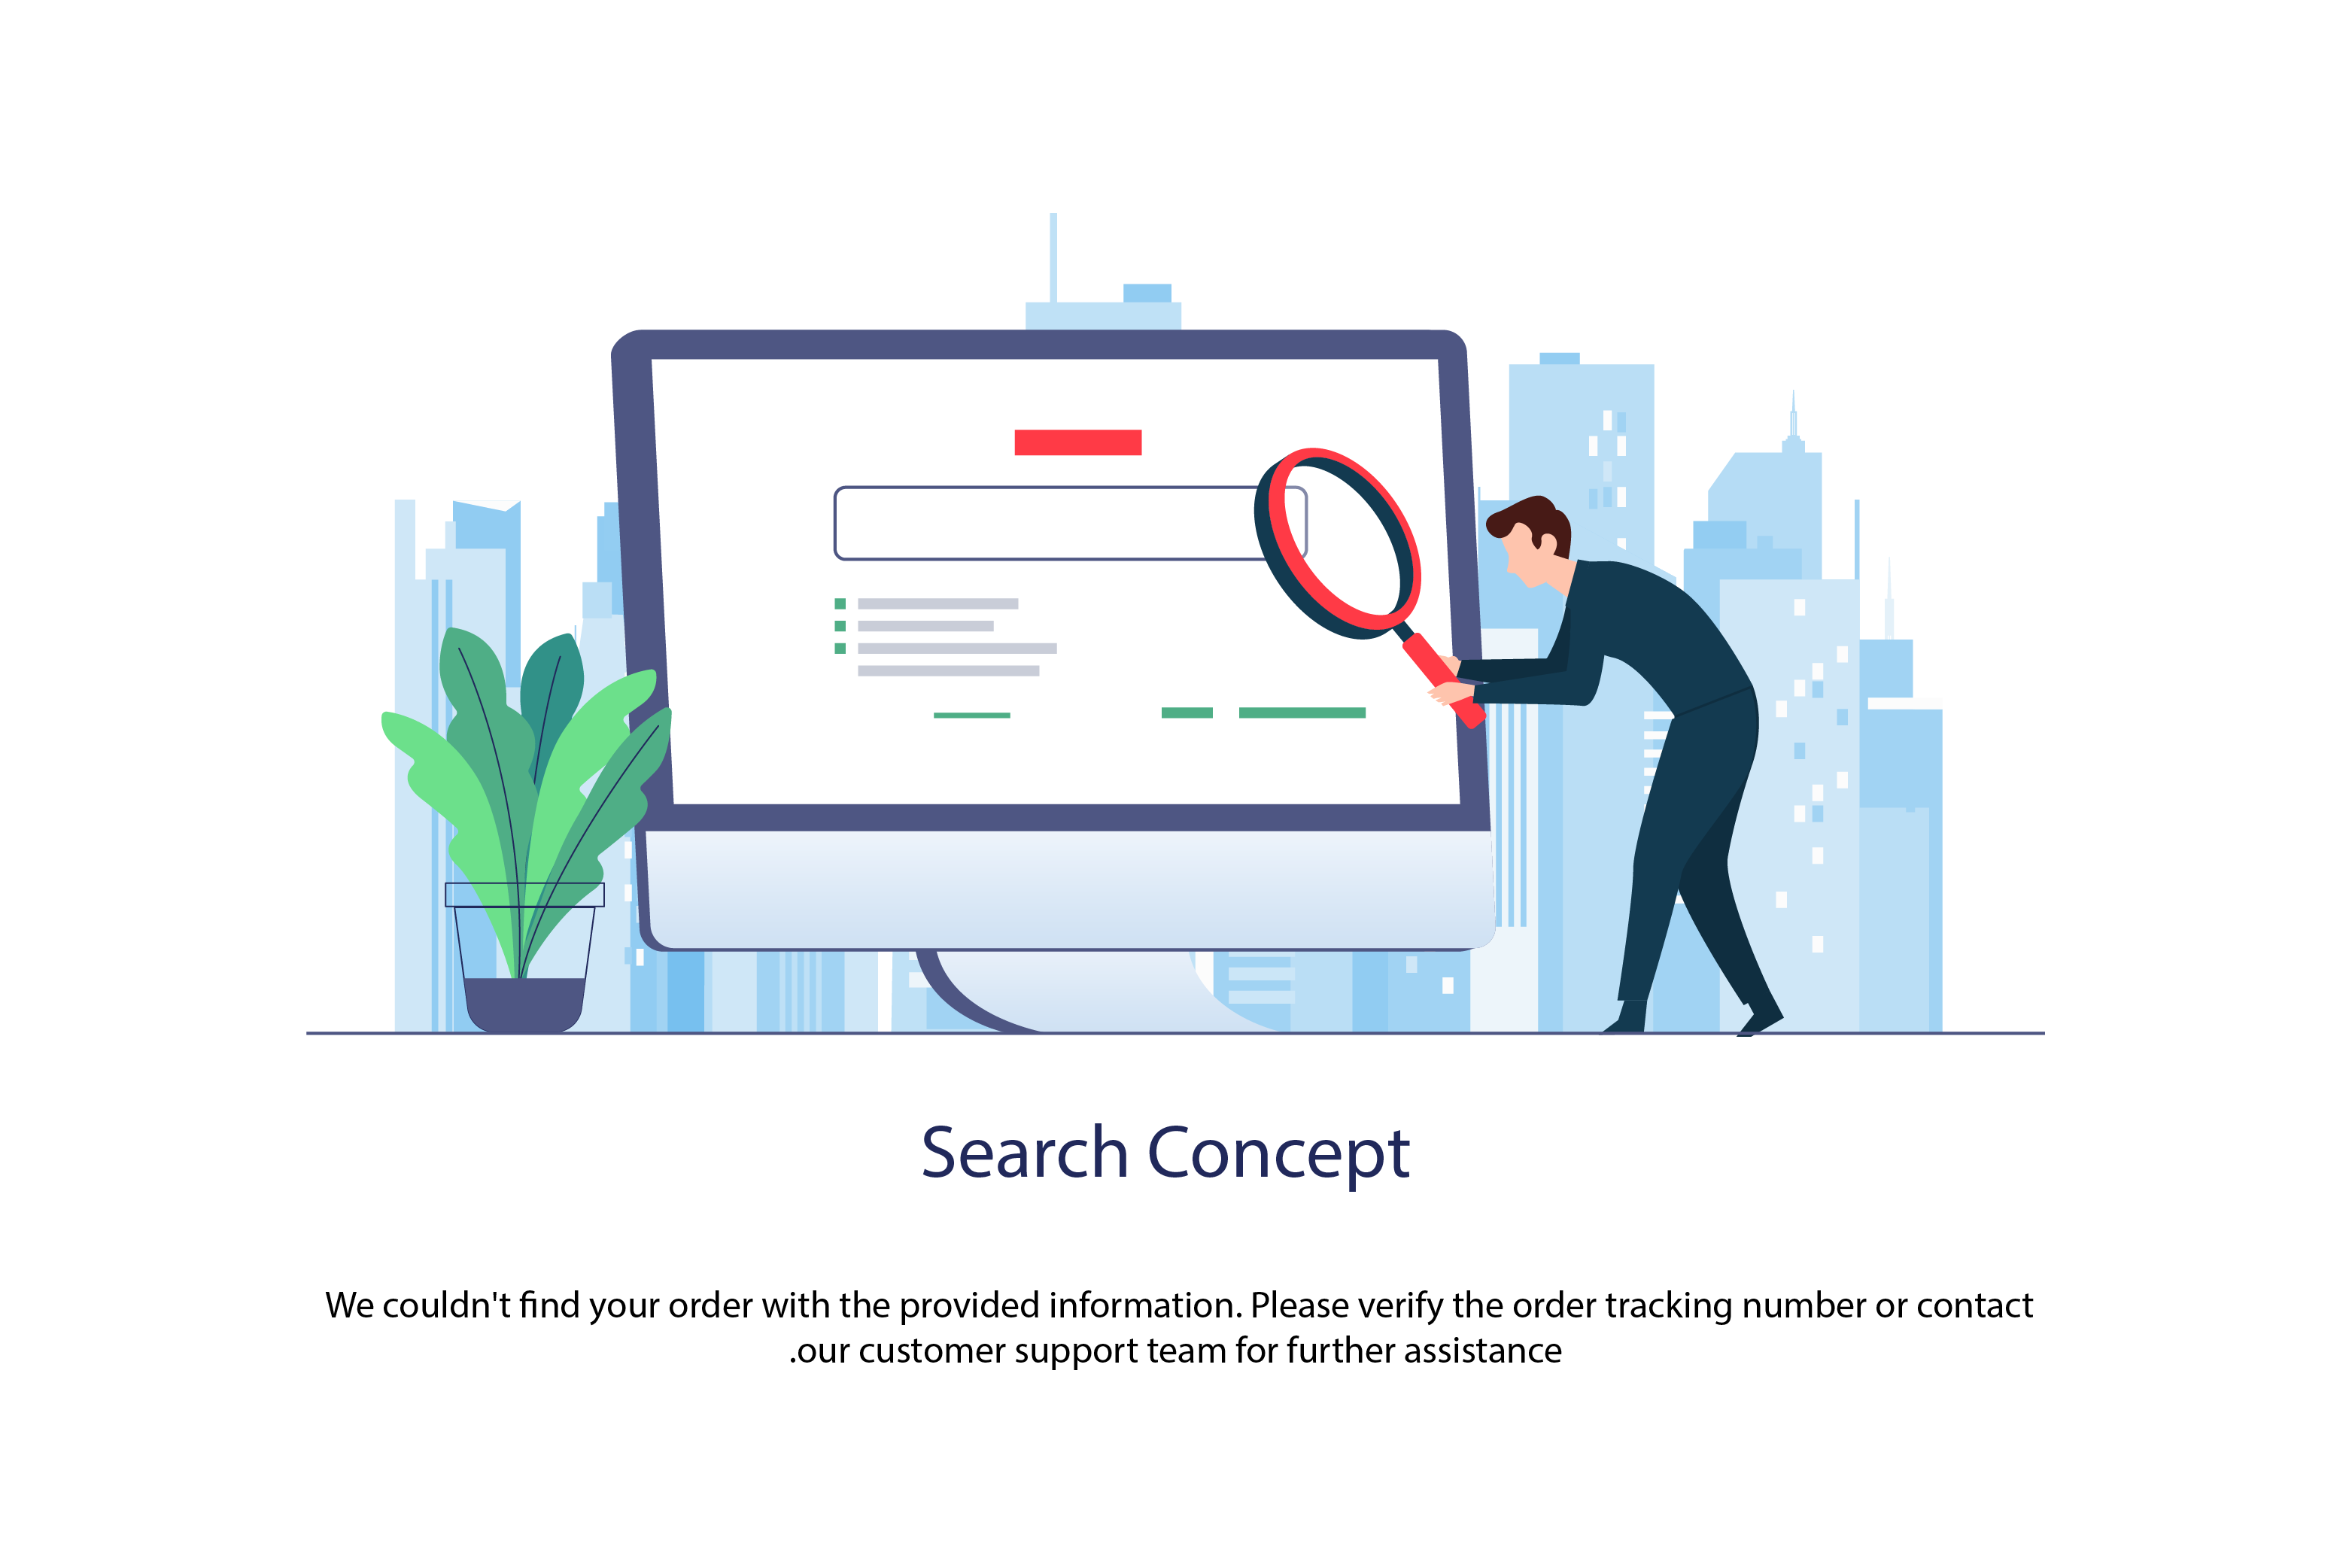 Search Concept
We couldn't find your order with the provided information. Please verify the order tracking number or contact
.our customer support team for further assistance